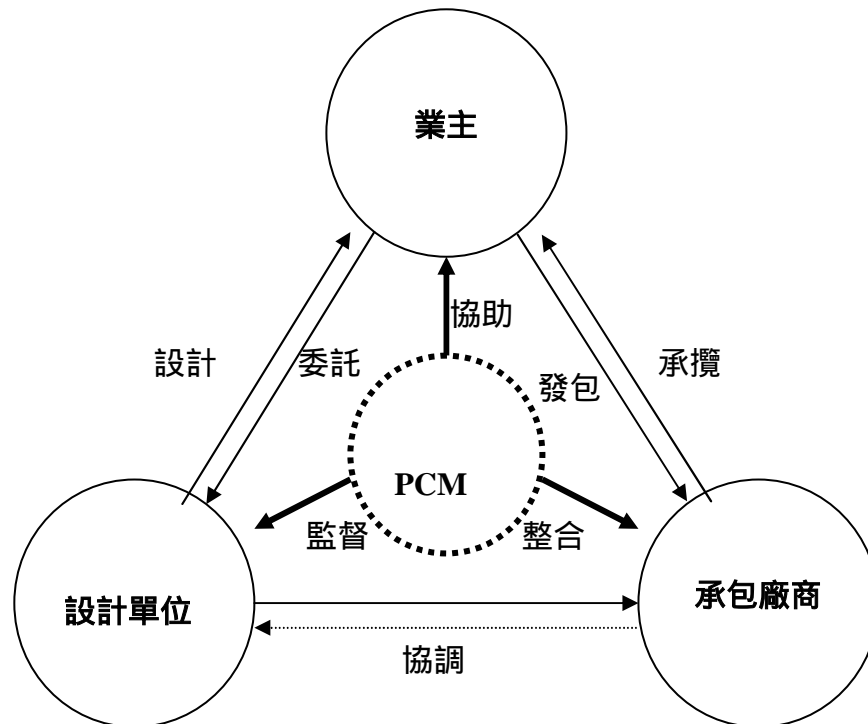 業主
協助
設計
委託
發包
承攬
PCM
監督
整合
設計單位
承包廠商
協調